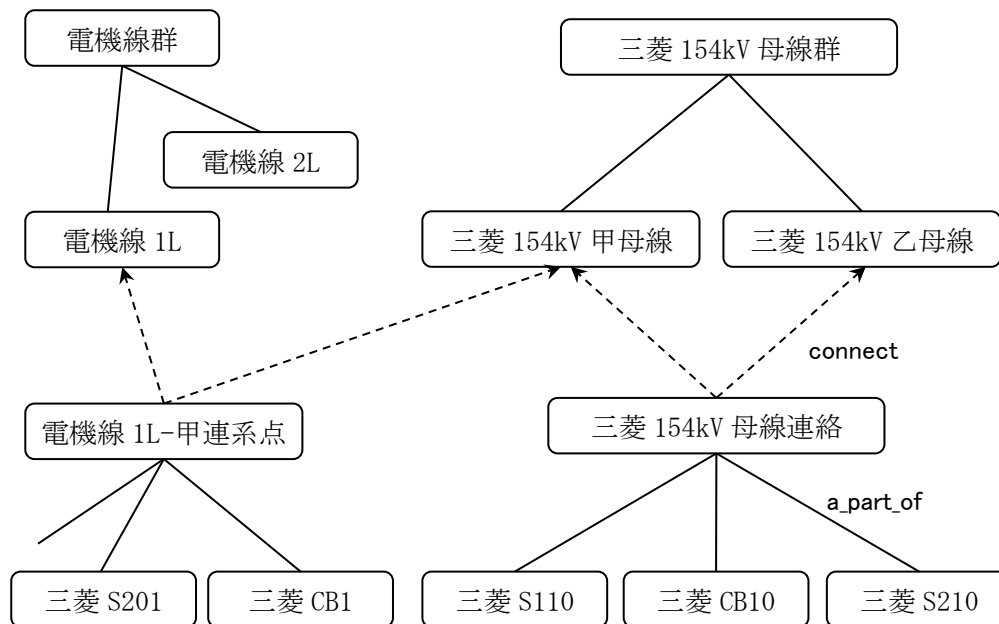 電機線群
三菱 154kV 母線群
電機線 2L
電機線 1L
三菱 154kV 甲母線
三菱 154kV 乙母線
connect
電機線 1L-甲連系点
三菱 154kV 母線連絡
a_part_of
三菱 S201
三菱 CB1
三菱 S110
三菱 CB10
三菱 S210